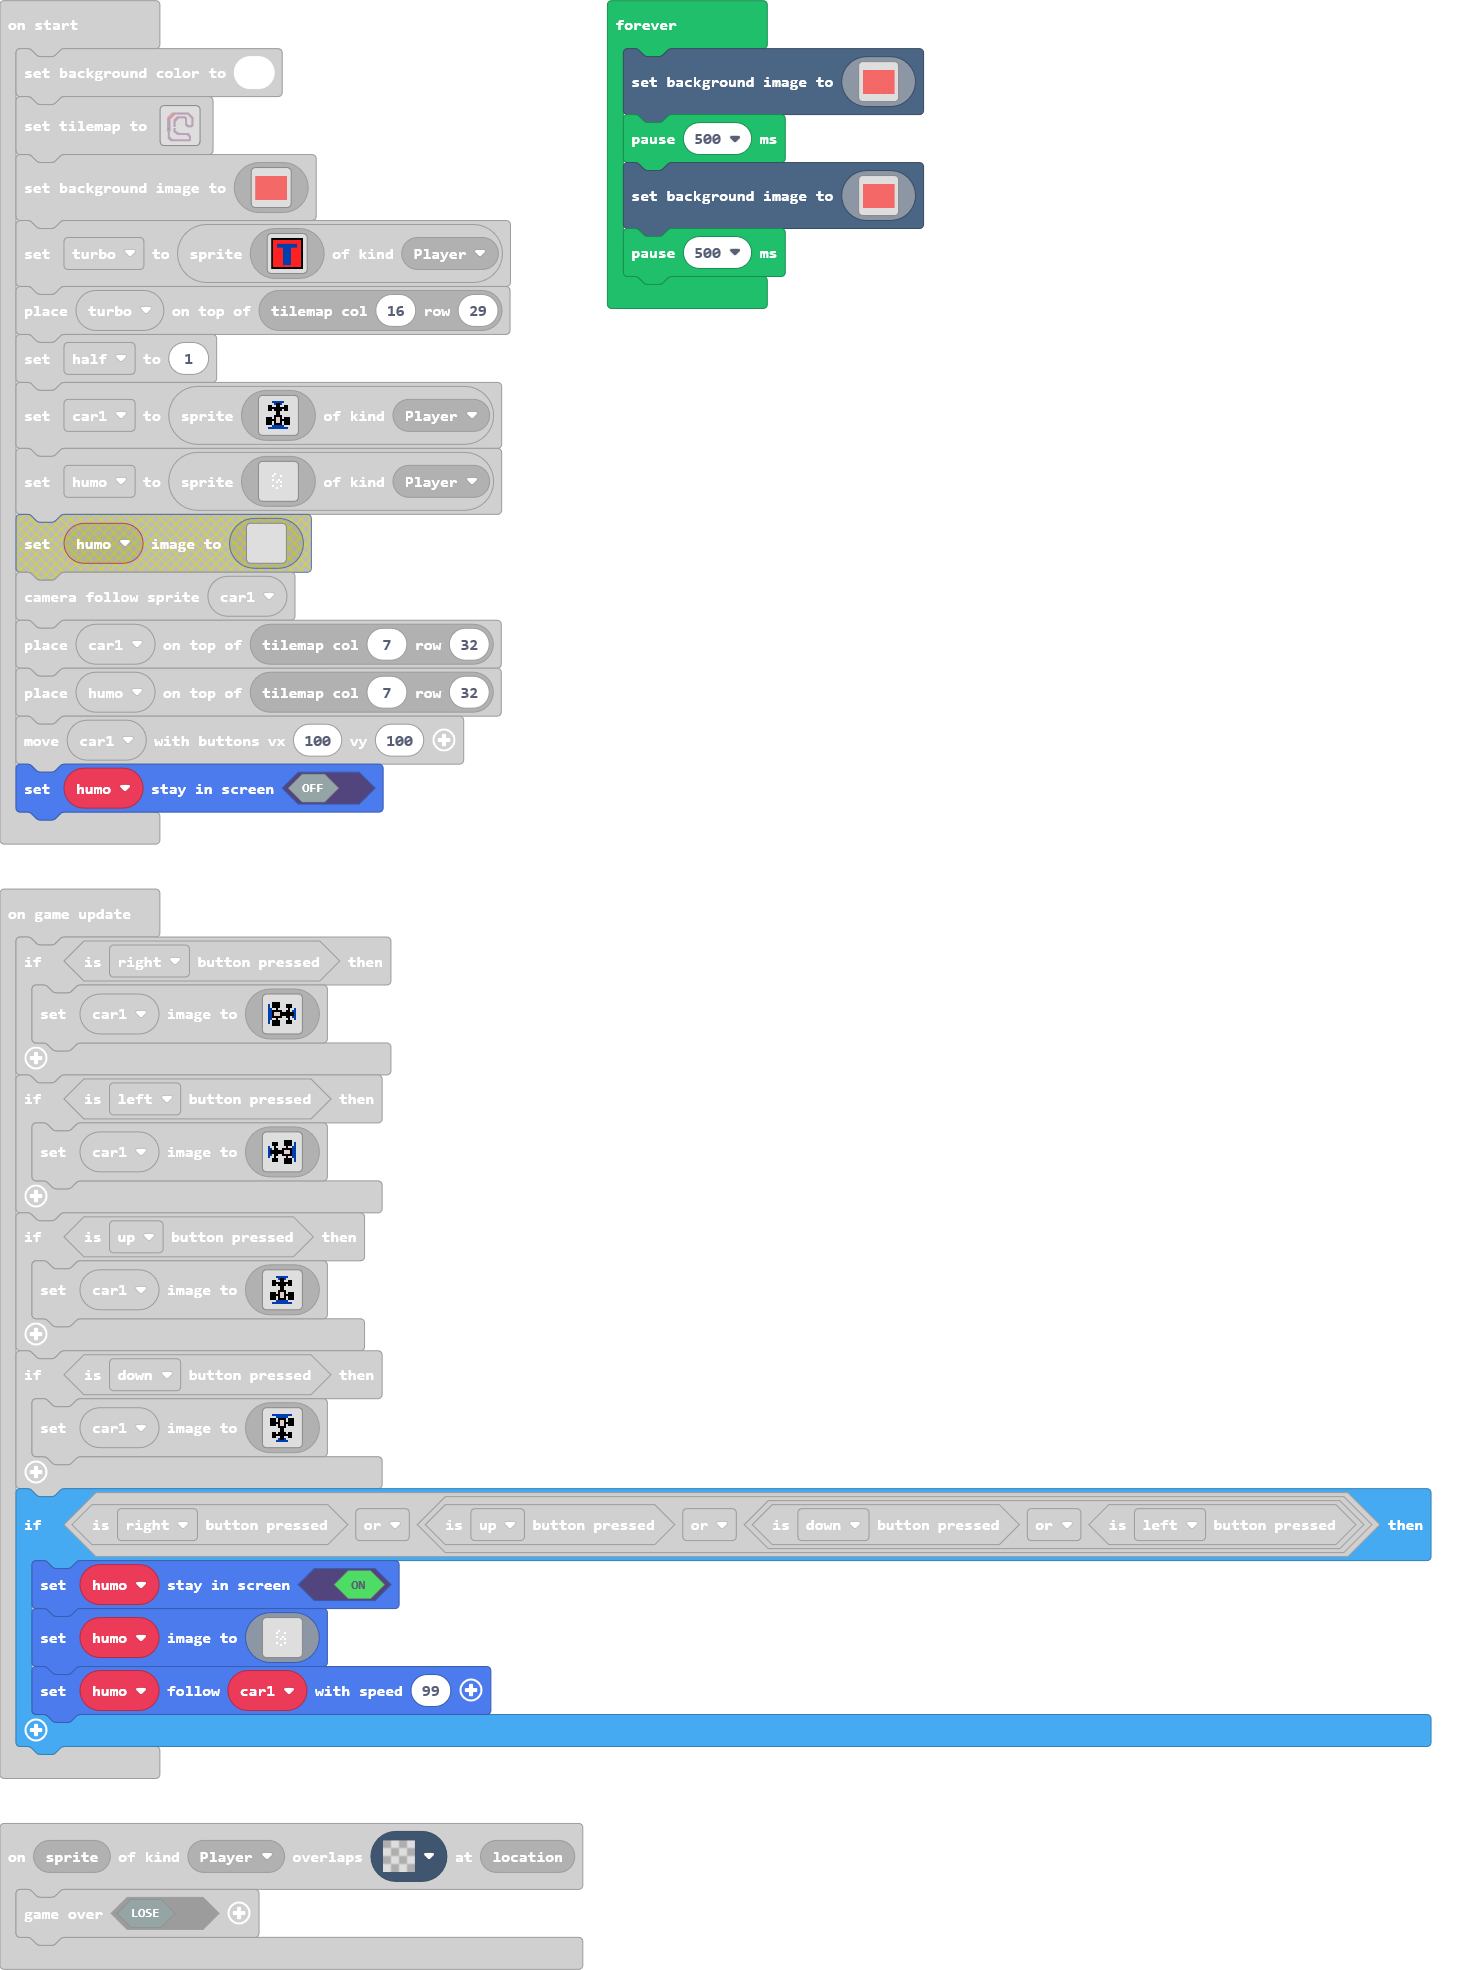 on start
set background color to
set tilemap to
set background image to
set turbo to sprite of kind Player
place turbo on top of tilemap col 16 row 29
set half to 1
set car1 to sprite of kind Player
set humo to sprite of kind Player
set humo image to
camera follow sprite car1
place car1 on top of tilemap col 7 row 32
place humo on top of tilemap col 7 row 32
move car1 with buttons vx 100 vy 100
set humo stay in screen OFF
forever
set background image to
pause 500 ms
set background image to
pause 500 ms
on game update
if is right button pressed then
set car1 image to
if is left button pressed then
set car1 image to
if is up button pressed then
set car1 image to
if is down button pressed then
set car1 image to
if is right button pressed or is up button pressed or is down button pressed or is left button pressed then
set humo stay in screen ON
set humo image to
set humo follow car1 with speed 99
on sprite of kind Player overlaps at location
game over LOSE